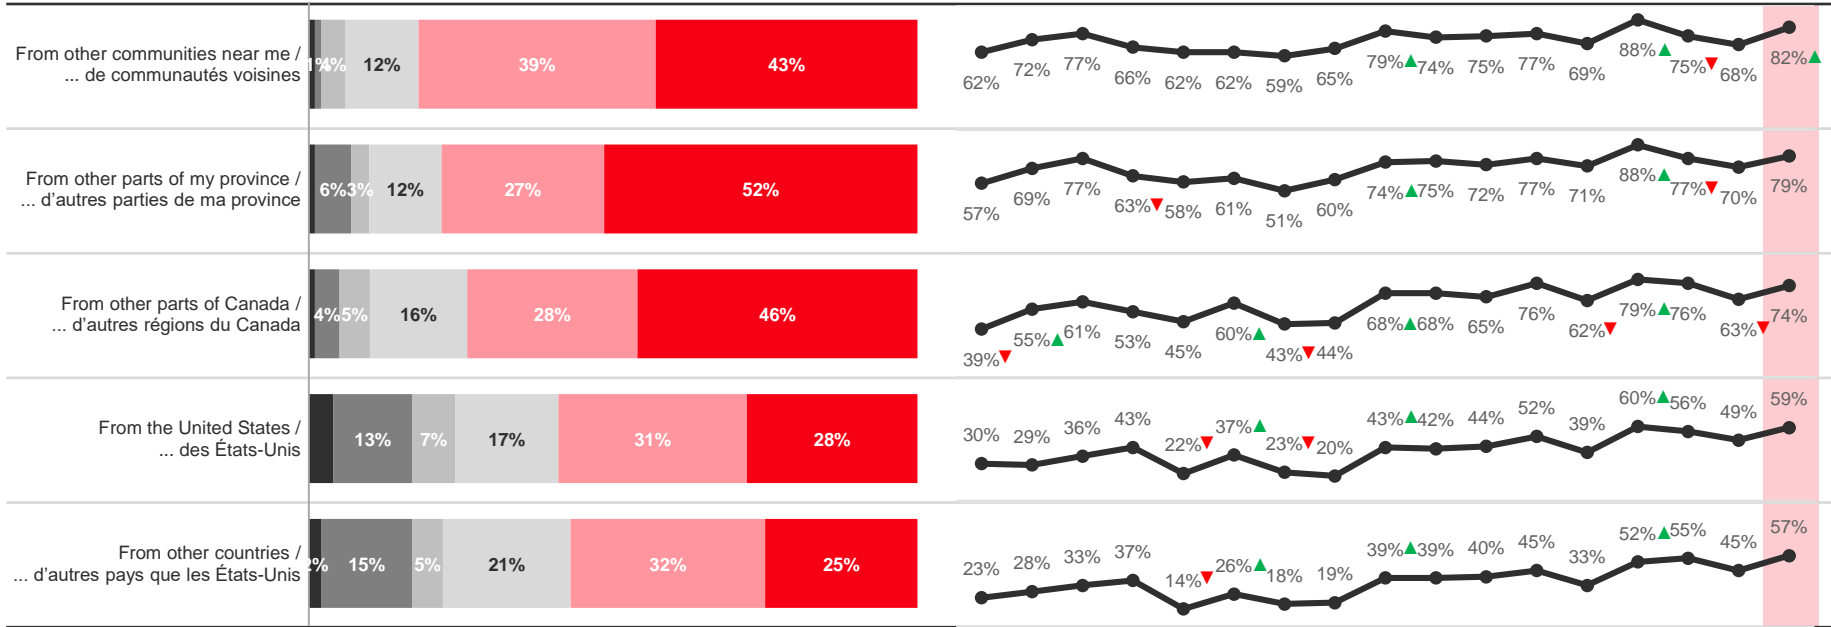 From other communities near me /
... de communautés voisines
1% 4% 12% 39% 43%
62% 72% 77% 66% 62% 62% 59% 65% 79% 74% 75% 77% 69% 88% 75% 68% 82%
From other parts of my province /
... d'autres parties de ma province
6% 3% 12% 27% 52%
57% 69% 77% 63% 58% 61% 51% 60% 74% 75% 72% 77% 71% 88% 77% 70% 79%
From other parts of Canada /
... d'autres régions du Canada
4% 5% 16% 28% 46%
39% 55% 61% 53% 45% 60% 43% 44% 68% 68% 65% 76% 62% 79% 76% 63% 74%
From the United States /
... des États-Unis
13% 7% 17% 31% 28%
30% 29% 36% 43% 22% 37% 23% 20% 43% 42% 44% 52% 39% 60% 56% 49% 59%
From other countries /
... d'autres pays que les États-Unis
2% 15% 5% 21% 32% 25%
23% 28% 33% 37% 14% 26% 18% 19% 39% 39% 40% 45% 33% 52% 55% 45% 57%